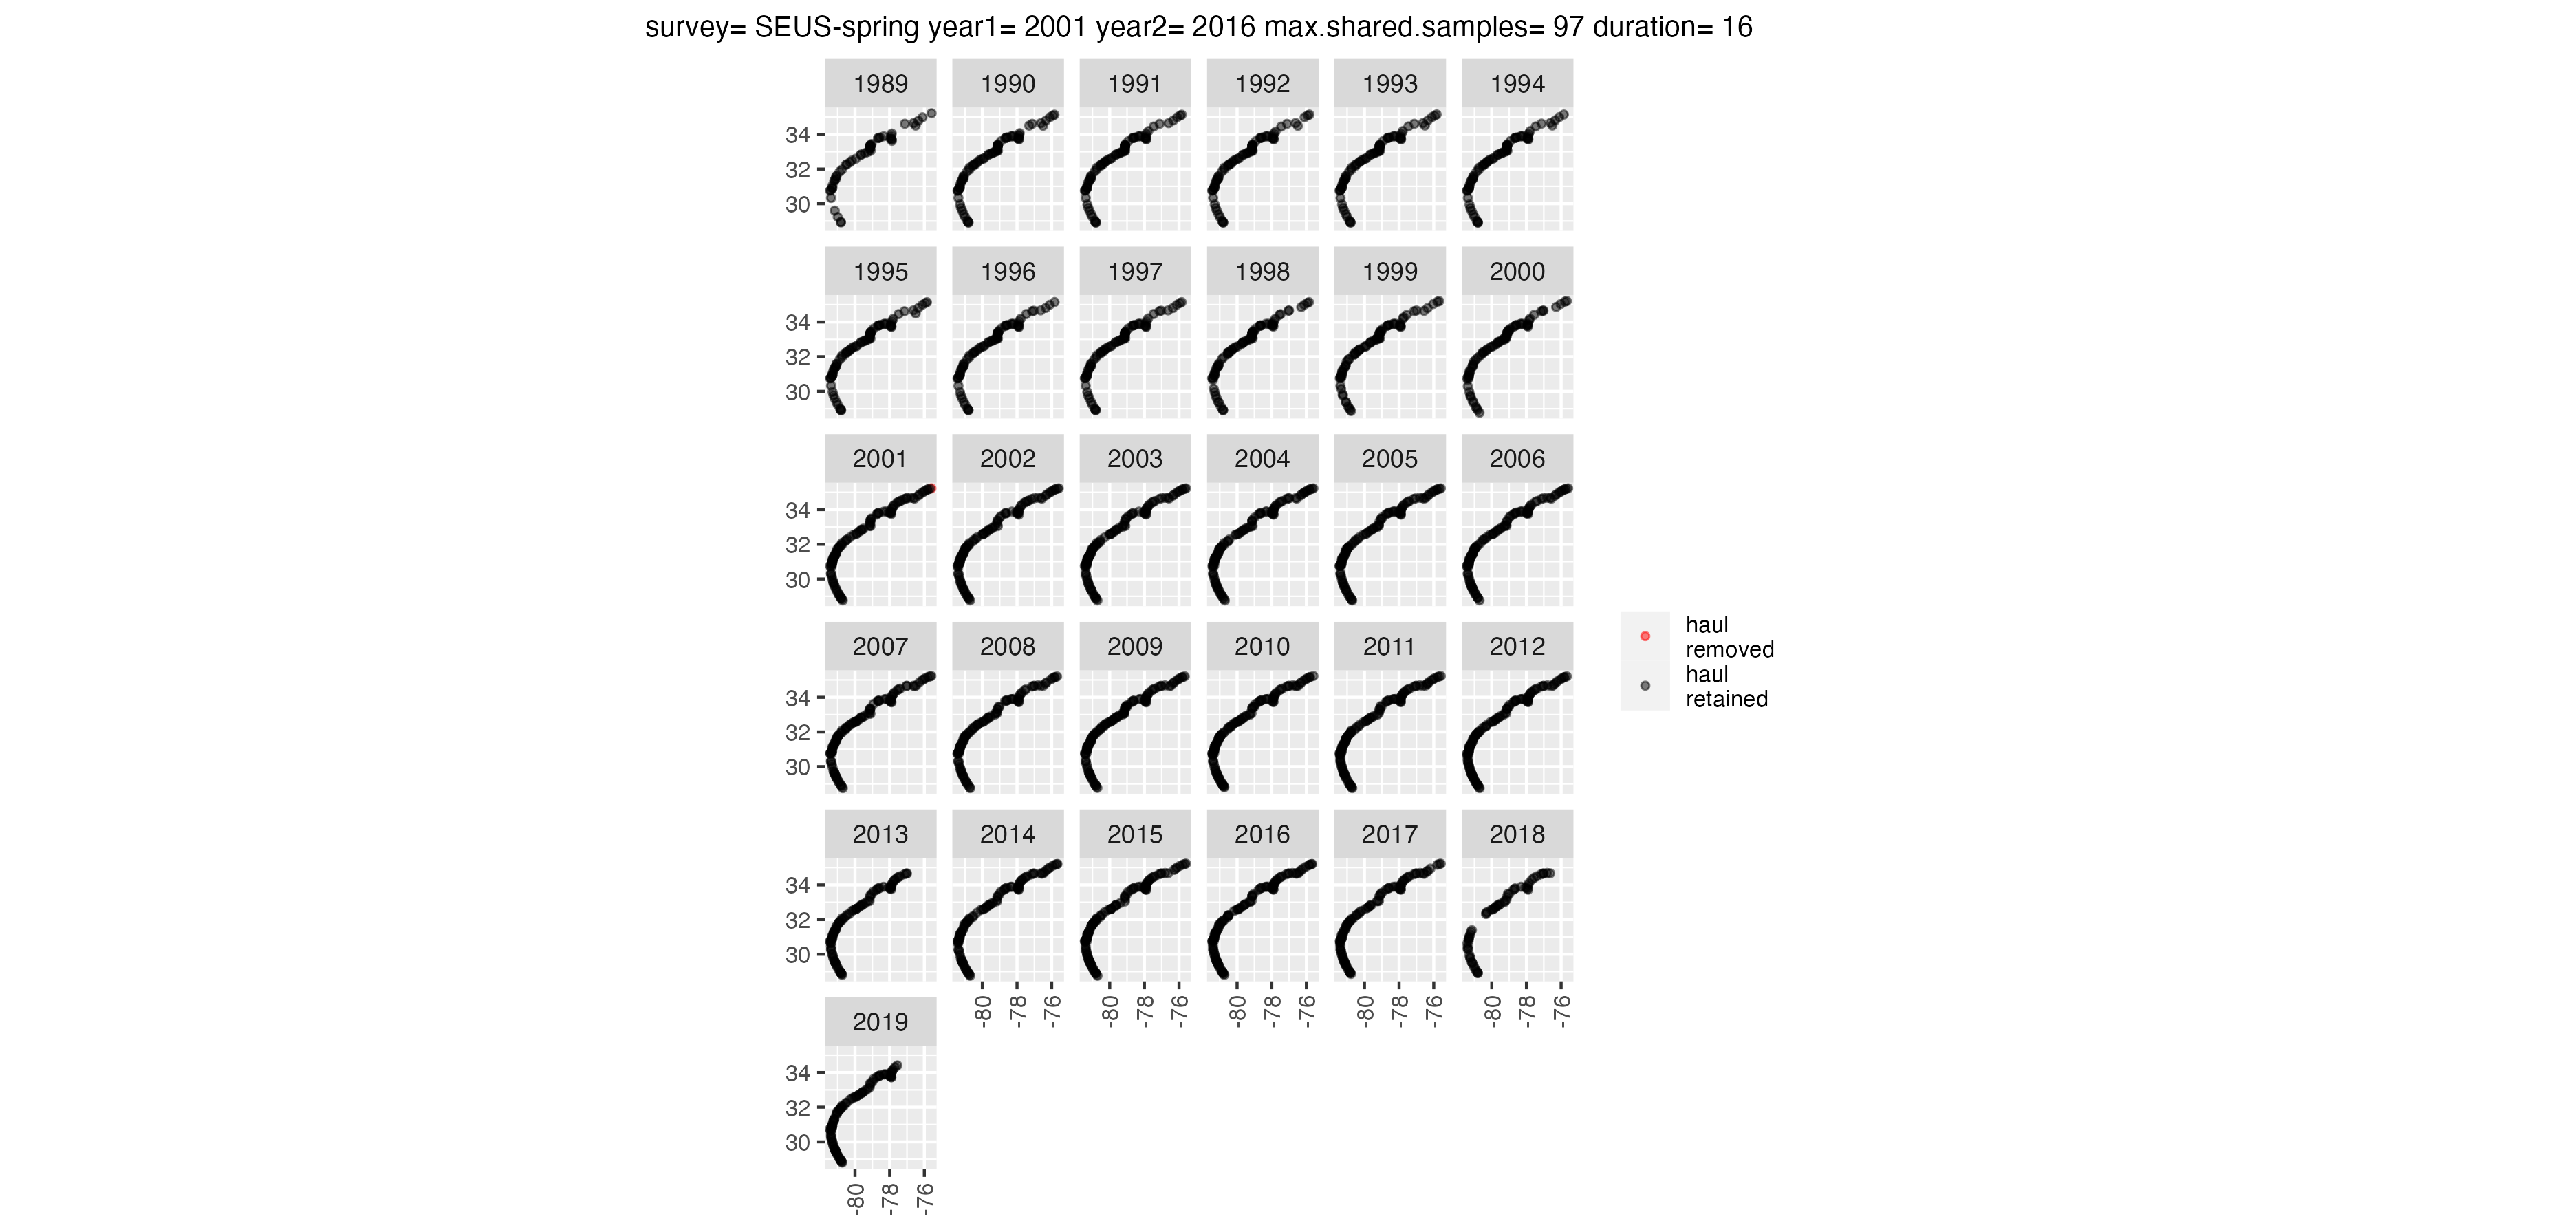 survey= SEUS-spring year1= 2001 year2= 2016 max.shared.samples= 97 duration= 16
1989 1990 1991 1992 1993 1994
34
32
30
1995 1996 1997 1998 1999 2000
34
32
30
2001 2002 2003 2004 2005 2006
34
32
30
haul
removed
haul
retained
2007 2008 2009 2010 2011 2012
34
32
30
2013 2014 2015 2016 2017 2018
34
32
30
-80 -78 -76 -80 -78 -76 -80 -78 -76 -80 -78 -76 -80 -78 -76
2019
34
32
30
-80 -78 -76